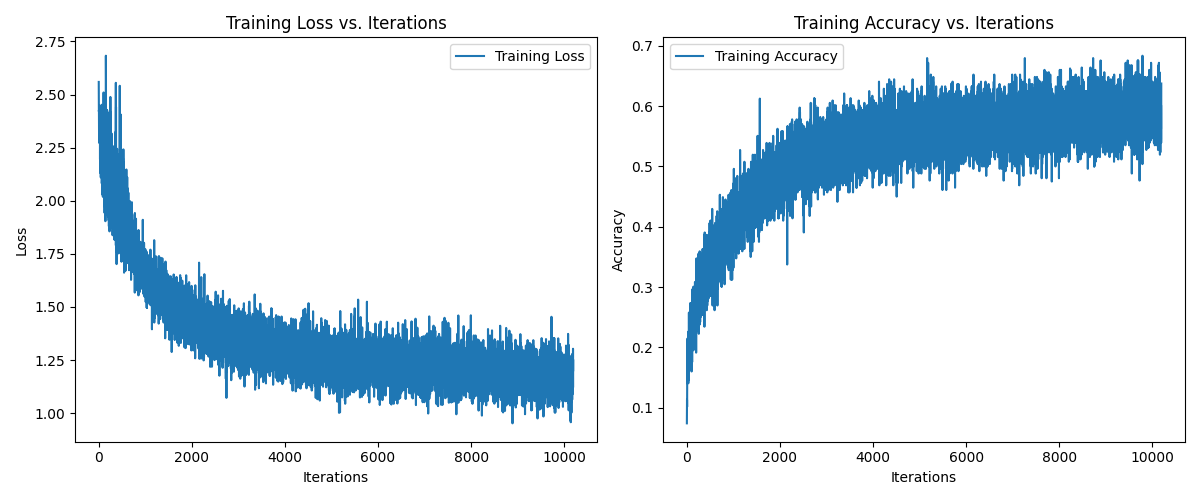 Training Loss vs. Iterations
Training Loss
2.75
2.50
2.25
2.00
1.75
1.50
1.25
1.00
Loss
0 2000 4000 6000 8000 10000
Iterations
Training Accuracy vs. Iterations
Training Accuracy
0.7
0.6
0.5
0.4
0.3
0.2
0.1
Accuracy
0 2000 4000 6000 8000 10000
Iterations